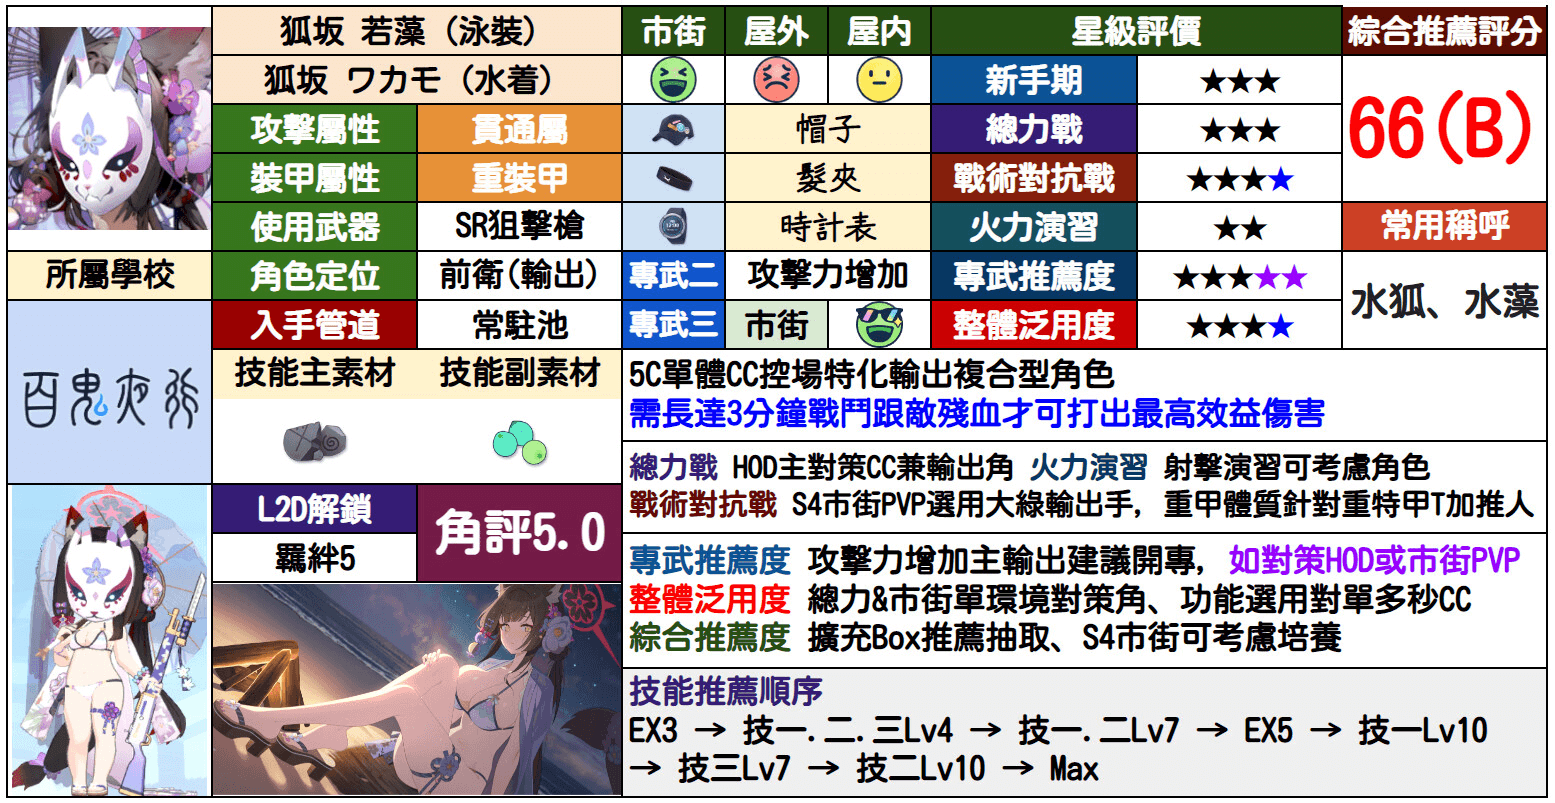 狐坂 若藻 (泳裝)
市街
屋外
屋内
星級評價
綜合推薦評分
狐坂 ワカモ (水着)
新手期
★★★
66(B)
攻擊屬性
貫通屬
帽子
總力戰
★★★
裝甲屬性
重裝甲
髮夾
戰術對抗戰
★★★★
使用武器
SR狙擊槍
時計表
火力演習
★★
常用稱呼
所屬學校
角色定位
前衛(輸出)
專武二
攻擊力增加
專武推薦度
★★★★★
水狐、水藻
入手管道
常駐池
專武三
市街
整體泛用度
★★★★
百鬼夜行
技能主素材
技能副素材
5C單體CC控場特化輸出複合型角色
需長達3分鐘戰鬥跟敵殘血才可打出最高效益傷害
總力戰 HOD主對策CC兼輸出角 火力演習 射擊演習可考慮角色
戰術對抗戰 S4市街PVP選用大綠輸出手, 重甲體質針對重特甲T加推人
L2D解鎖
角評5.0
羈絆5
專武推薦度 攻擊力增加主輸出建議開專, 如對策HOD或市街PVP
整體泛用度 總力&市街單環境對策角、功能選用對單多秒CC
綜合推薦度 擴充Box推薦抽取、S4市街可考慮培養
技能推薦順序
EX3 → 技一.二.三Lv4 → 技一.二Lv7 → EX5 → 技一Lv10
→ 技三Lv7 → 技二Lv10 → Max